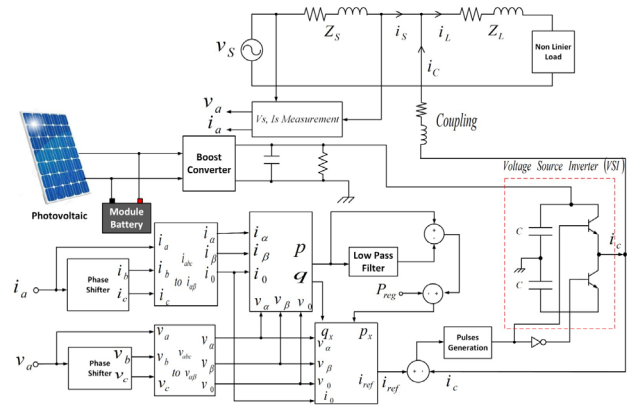 v_S
Z_S
i_S
i_L
Z_L
Non Linier
Load
i_C
v_a
i_a
Vs, Is Measurement
Coupling
Boost
Converter
Voltage Source Inverter (VSI)
Photovoltaic
Module
Battery
C
C
i_c
i_a
Phase
Shifter
i_b
i_c
i_a
i_b
i_c
i_abc
to i_αβ
i_α
i_β
i_0
i_α
i_β
i_0
p
q
v_α
v_β
v_0
Low Pass
Filter
+
-
P_reg
-
+
v_a
Phase
Shifter
v_b
v_c
v_a
v_b
v_c
v_abc
to v_αβ
v_α
v_β
v_0
q_x
p_x
v_α
v_β
v_0
i_0
i_ref
i_ref
+
-
i_c
Pulses
Generation